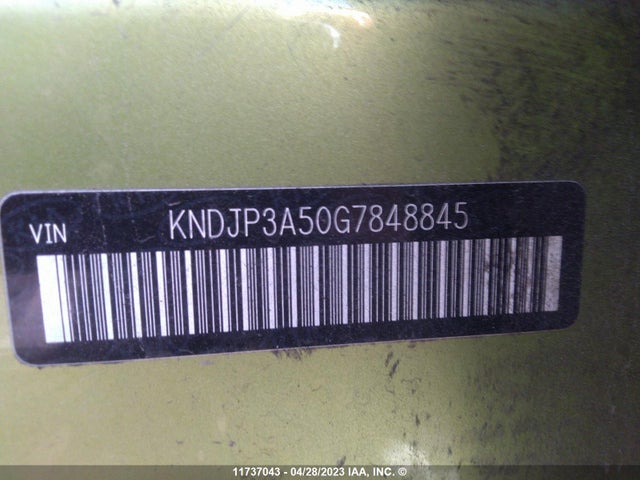 VIN KNDJP3A50G7848845
11737043 - 04/28/2023 IAA, INC. ©